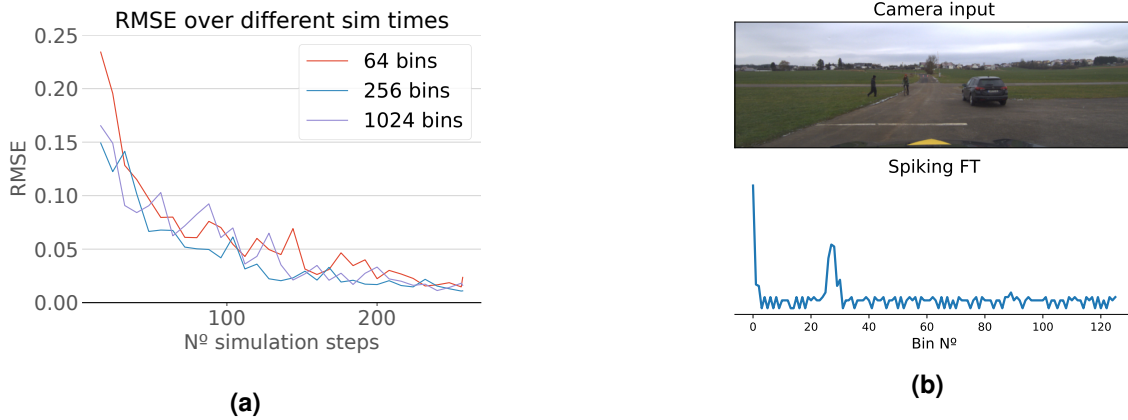 RMSE over different sim times
0.25
0.20
0.15
0.10
0.05
0.00
RMSE
64 bins
256 bins
1024 bins
100 200
Nº simulation steps
(a)
Camera input
Spiking FT
0 20 40 60 80 100 120
Bin Nº
(b)